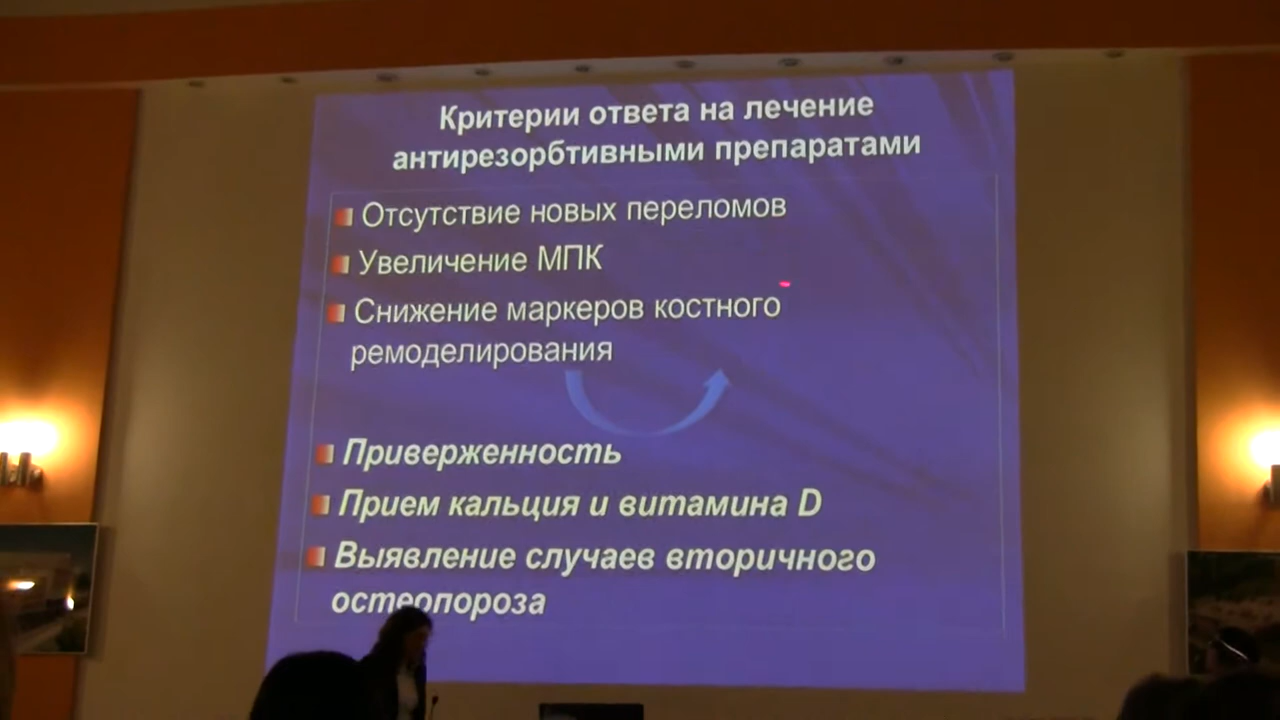 Критерии ответа на лечение
антирезорбтивными препаратами
Отсутствие новых переломов
Увеличение МПК
Снижение маркеров костного
ремоделирования
Приверженность
Прием кальция и витамина D
Выявление случаев вторичного
остеопороза